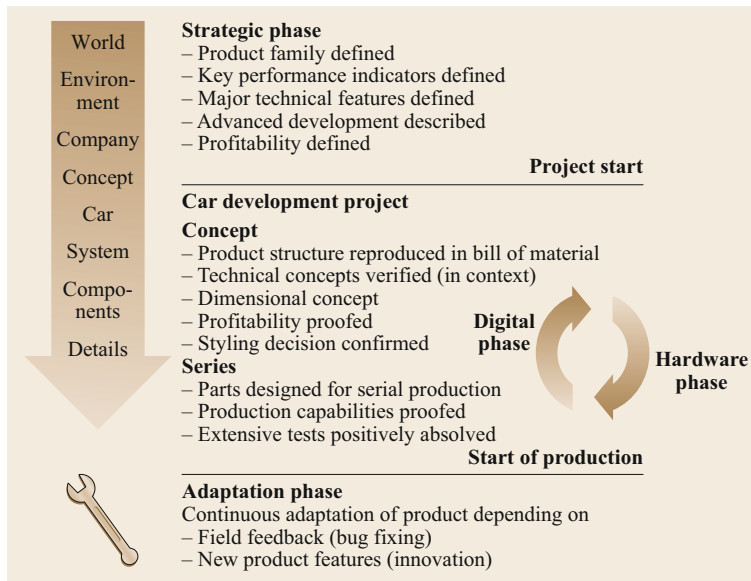 World
Environ-
ment
Company
Concept
Car
System
Compo-
nents
Details
Strategic phase
– Product family defined
– Key performance indicators defined
– Major technical features defined
– Advanced development described
– Profitability defined
Project start
Car development project
Concept
– Product structure reproduced in bill of material
– Technical concepts verified (in context)
– Dimensional concept
– Profitability proofed
– Styling decision confirmed
Series
– Parts designed for serial production
– Production capabilities proofed
– Extensive tests positively absolved
Digital
phase
Hardware
phase
Start of production
Adaptation phase
Continuous adaptation of product depending on
– Field feedback (bug fixing)
– New product features (innovation)